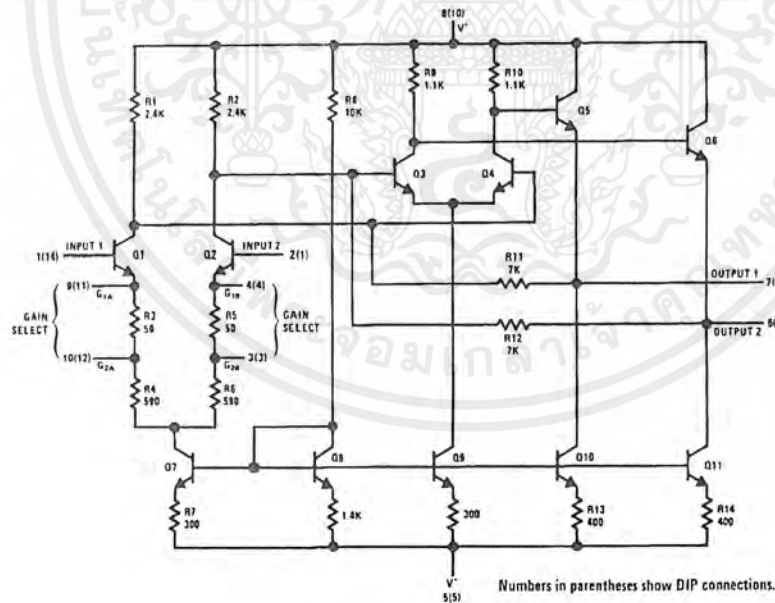 8(10)
V+
R1
2.4K
R2
2.4K
R8
10K
R9
1.1K
R10
1.1K
Q5
Q6
Q3
Q4
1(14)
INPUT 1
Q1
Q2
INPUT 2
2(1)
R11
7K
OUTPUT 1
7(
9(11)
G1A
4(4)
G1B
GAIN
SELECT
R3
50
R5
50
GAIN
SELECT
R12
7K
OUTPUT 2
6(
10(12)
G2A
3(3)
G2B
R4
590
R6
590
Q7
Q8
Q9
Q10
Q11
R7
300
1.4K
300
R13
400
R14
400
V-
5(5)
Numbers in parentheses show DIP connections.